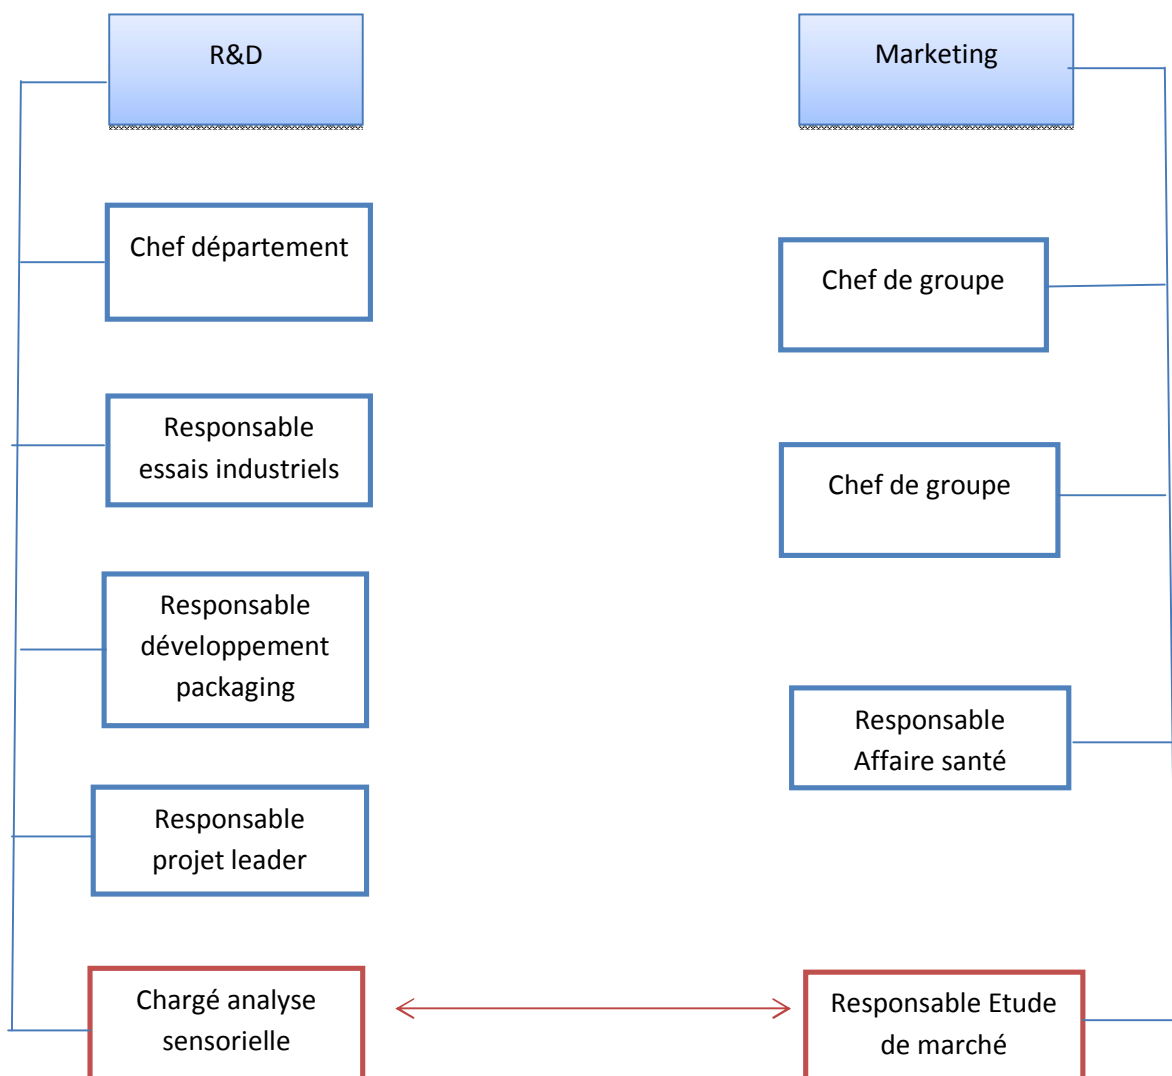 R&D
Chef département
Responsable
essais industriels
Responsable
développement
packaging
Responsable
projet leader
Chargé analyse
sensorielle
Marketing
Chef de groupe
Chef de groupe
Responsable
Affaire santé
Responsable Etude
de marché